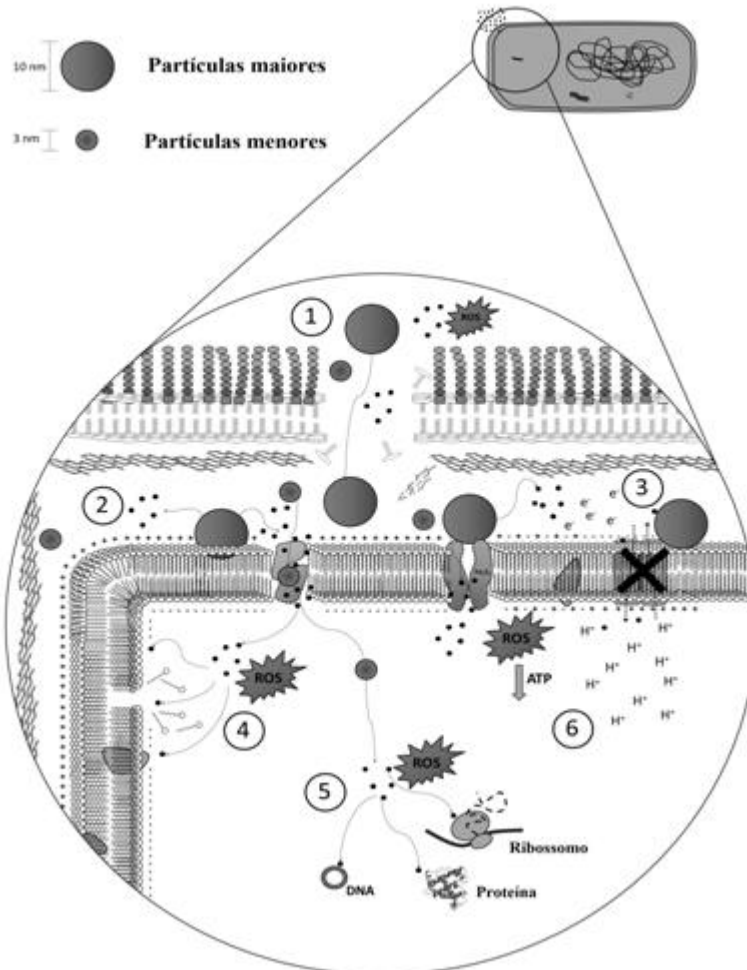 10 nm
Partículas maiores
3 nm
Partículas menores
1
ROS
2
3
e⁻
e⁻
e⁻
e⁻
ROS
ATP
H⁺
H⁺
H⁺
H⁺
H⁺
H⁺
H⁺
H⁺
H⁺
ROS
4
6
5
ROS
Ribossomo
DNA
Proteína